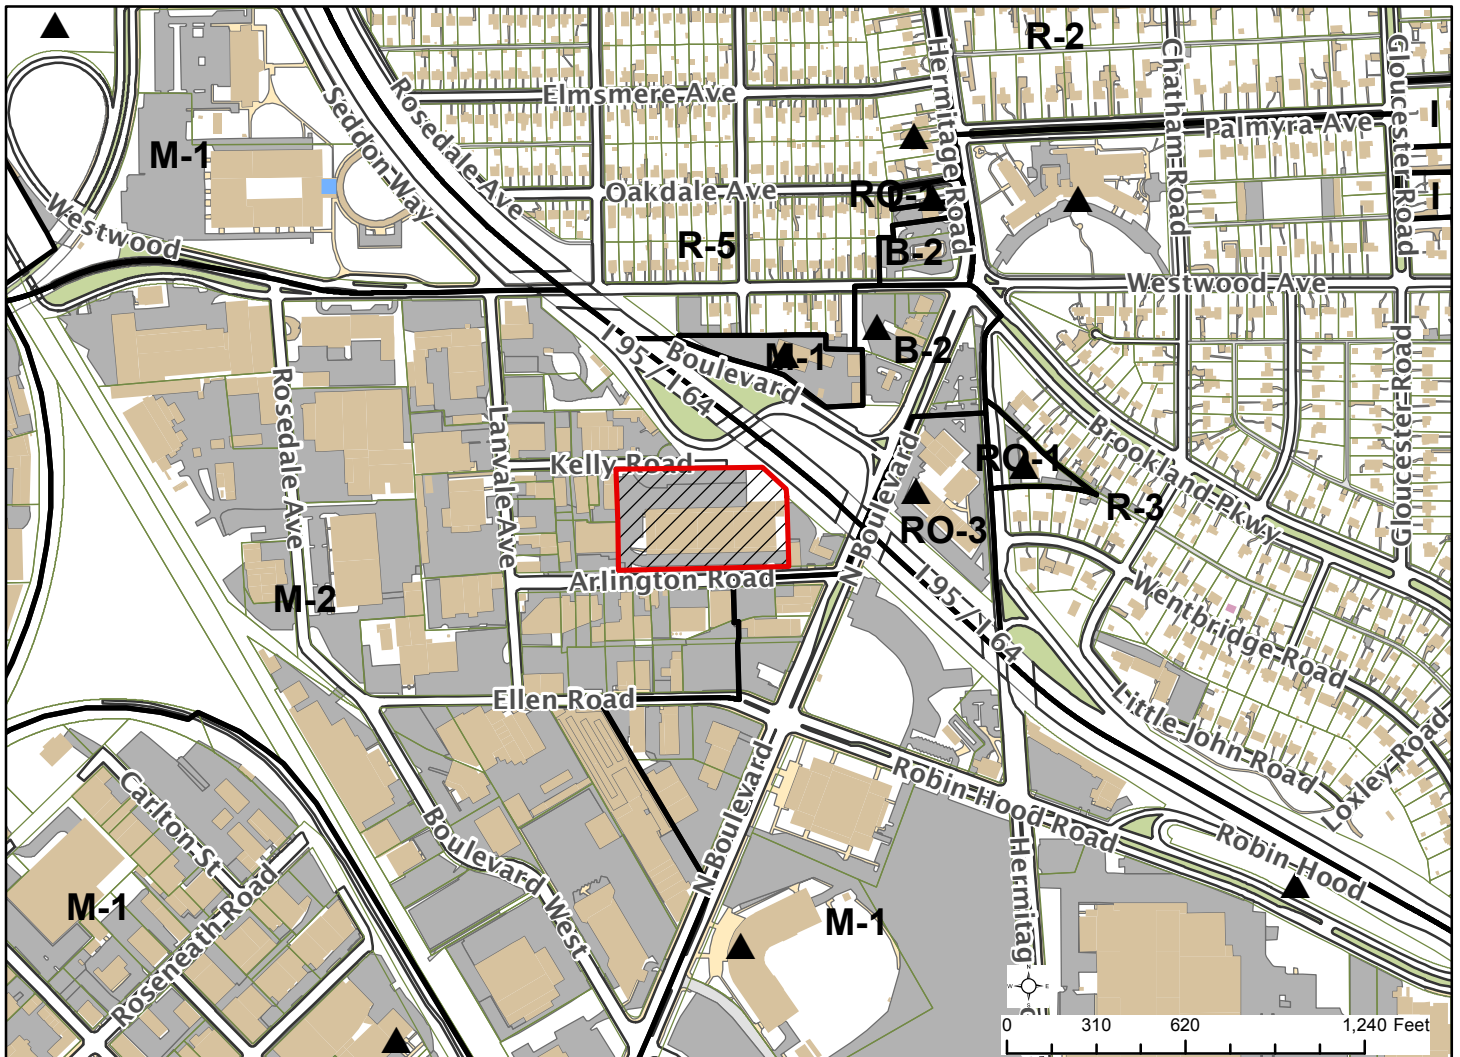 R-2
Elmsmere Ave
Hermitage Road
Chatham Road
Gloucester Road
Rosedale Ave
Seddon Way
Palmyra Ave
M-1
I
Oakdale Ave
RO-
I
Westwood
R-5
B-2
Westwood Ave
I 95 / I 64
Boulevard
M-1
B-2
Rosedale Ave
Lanvale Ave
Gloucester Road
Brookland Pkwy
Kelly Road
N Boulevard
RO-1
R-3
RO-3
Arlington Road
M-2
I 95 / I 64
Wentbridge Road
Ellen Road
Little John Road
Loxley Road
Carlton St
N Boulevard
Robin Hood Road
Boulevard West
Robin Hood
Hermitag
M-1
M-1
Roseneath Road
N
W E
S
0 310 620 1,240 Feet